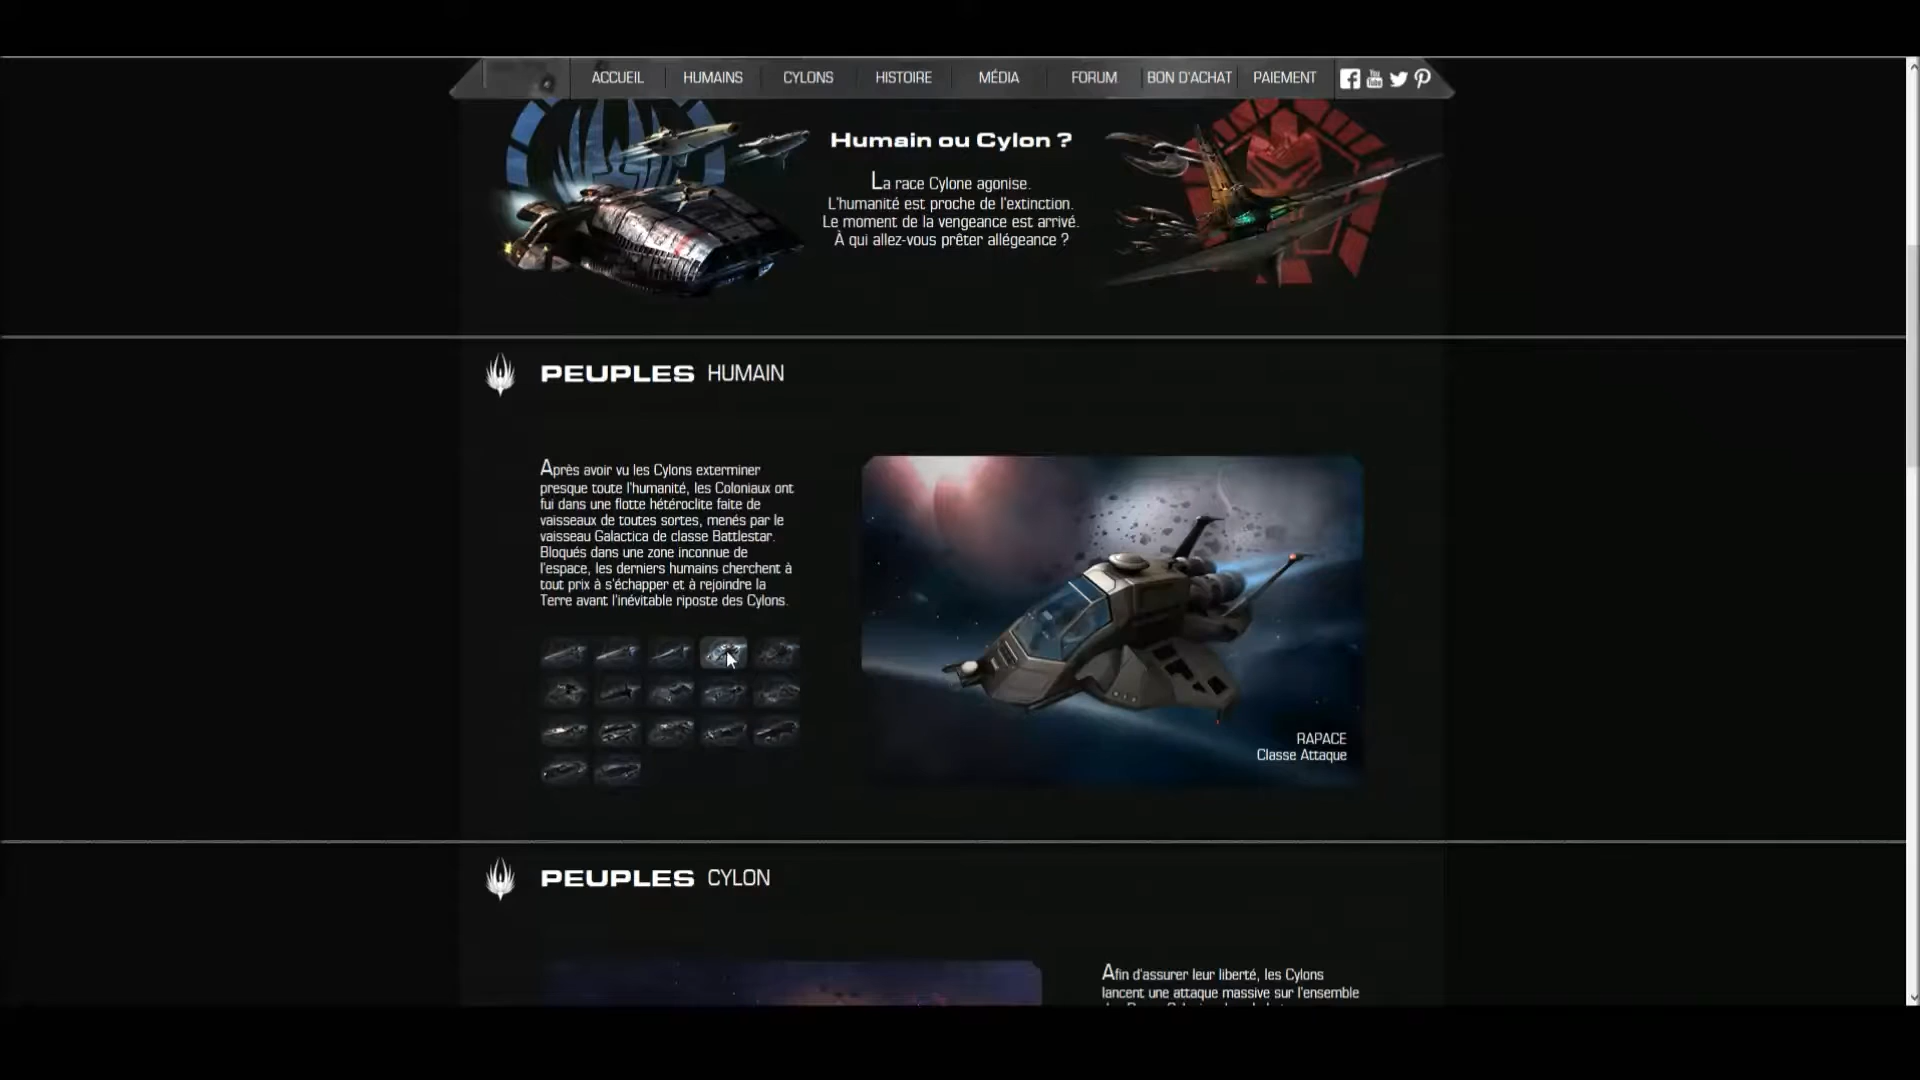 ACCUEIL HUMAINS CYLONS HISTOIRE MÉDIA FORUM BON D'ACHAT PAIEMENT You Tube
Humain ou Cylon ?
La race Cylone agonise.
L'humanité est proche de l'extinction.
Le moment de la vengeance est arrivé.
À qui allez-vous prêter allégeance ?
PEUPLES HUMAIN
Après avoir vu les Cylons exterminer
presque toute l'humanité, les Coloniaux ont
fui dans une flotte hétéroclite faite de
vaisseaux de toutes sortes, menés par le
vaisseau Galactica de classe Battlestar.
Bloqués dans une zone inconnue de
l'espace, les derniers humains cherchent à
tout prix à s'échapper et à rejoindre la
Terre avant l'inévitable riposte des Cylons.
RAPACE
Classe Attaque
PEUPLES CYLON
Afin d'assurer leur liberté, les Cylons
lancent une attaque massive sur l'ensemble